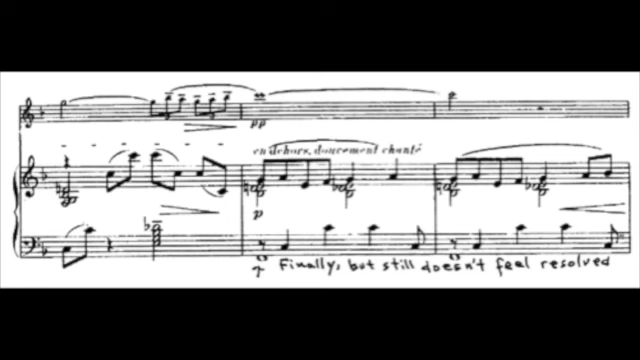 pp
en dehors, doucement chanté
p
Finally, but still doesn't feel resolved